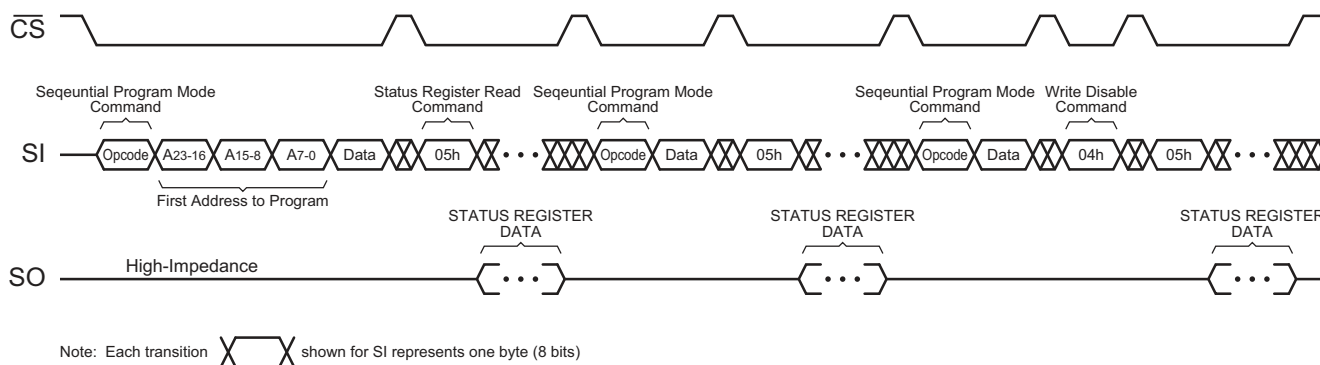 CS
Seqeuntial Program Mode
Command
Status Register Read
Command
Seqeuntial Program Mode
Command
Seqeuntial Program Mode
Command
Write Disable
Command
SI
Opcode A23-16 A15-8 A7-0 Data 05h Opcode Data 05h Opcode Data 04h 05h
First Address to Program
STATUS REGISTER
DATA
STATUS REGISTER
DATA
STATUS REGISTER
DATA
SO
High-Impedance
Note: Each transition shown for SI represents one byte (8 bits)